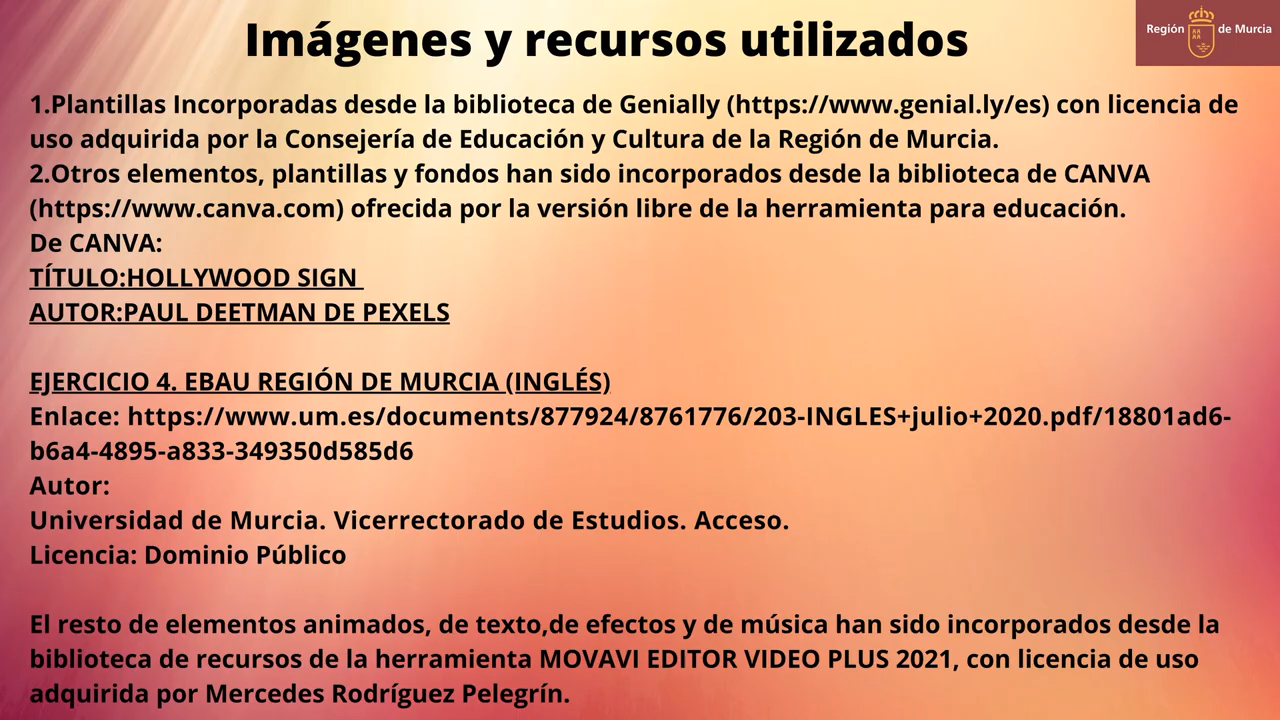 Imágenes y recursos utilizados
Región de Murcia
1.Plantillas Incorporadas desde la biblioteca de Genially (https://www.genial.ly/es) con licencia de
uso adquirida por la Consejería de Educación y Cultura de la Región de Murcia.
2.Otros elementos, plantillas y fondos han sido incorporados desde la biblioteca de CANVA
(https://www.canva.com) ofrecida por la versión libre de la herramienta para educación.
De CANVA:
TÍTULO:HOLLYWOOD SIGN
AUTOR:PAUL DEETMAN DE PEXELS
EJERCICIO 4. EBAU REGIÓN DE MURCIA (INGLÉS)
Enlace: https://www.um.es/documents/877924/8761776/203-INGLES+julio+2020.pdf/18801ad6-
b6a4-4895-a833-349350d585d6
Autor:
Universidad de Murcia. Vicerrectorado de Estudios. Acceso.
Licencia: Dominio Público
El resto de elementos animados, de texto,de efectos y de música han sido incorporados desde la
biblioteca de recursos de la herramienta MOVAVI EDITOR VIDEO PLUS 2021, con licencia de uso
adquirida por Mercedes Rodríguez Pelegrín.